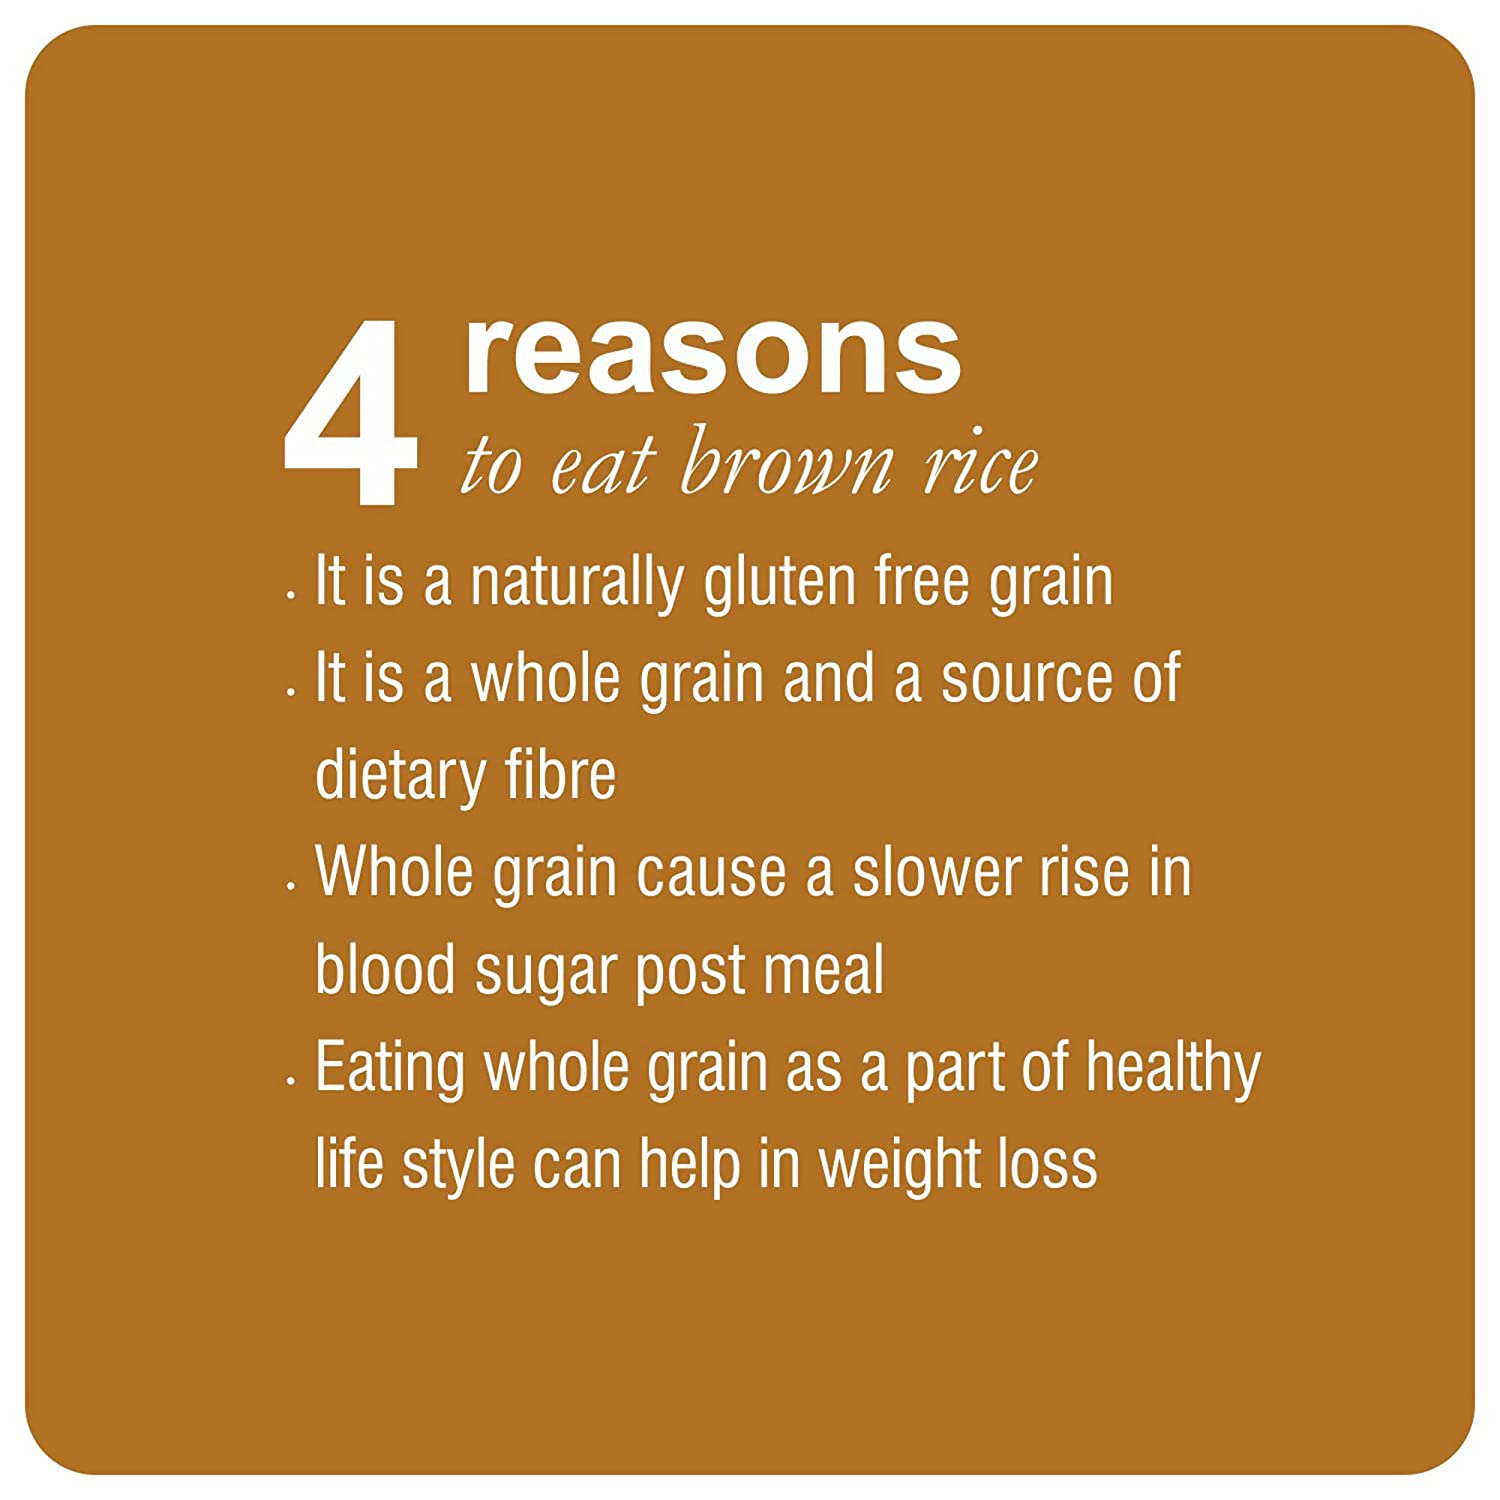 4 reasons
to eat brown rice
. It is a naturally gluten free grain
. It is a whole grain and a source of
dietary fibre
. Whole grain cause a slower rise in
blood sugar post meal
. Eating whole grain as a part of healthy
life style can help in weight loss